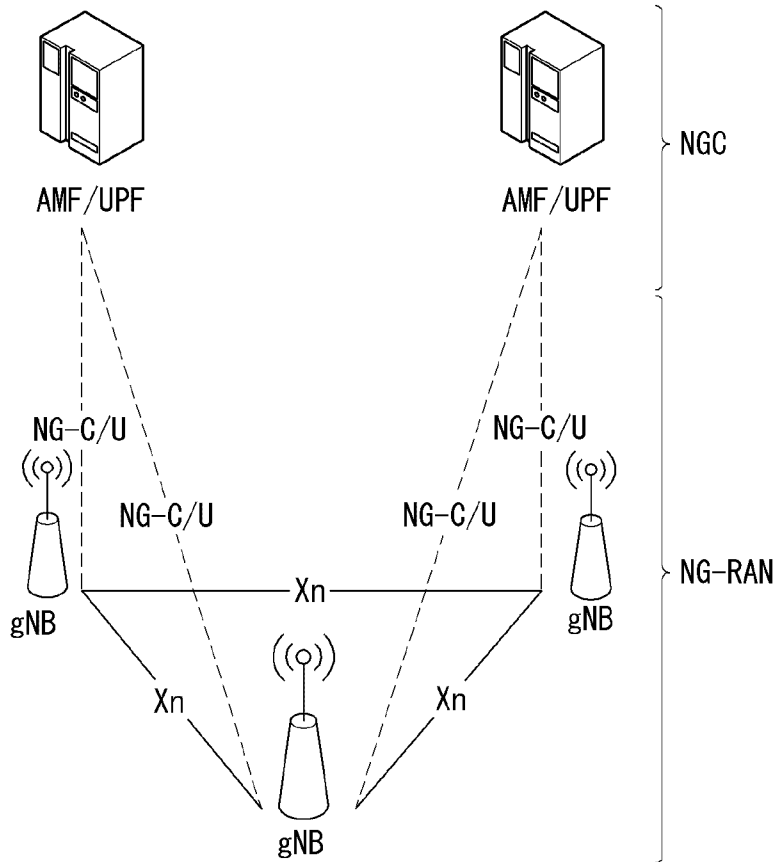 NGC
AMF/UPF
AMF/UPF
NG-C/U
NG-C/U
NG-C/U
NG-C/U
Xn
NG-RAN
gNB
gNB
Xn
Xn
gNB